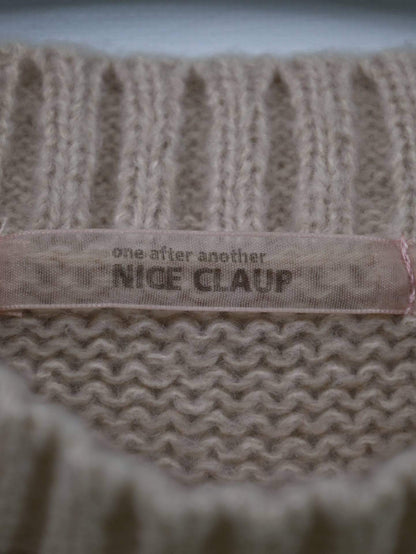 one after another
NICE CLAUP